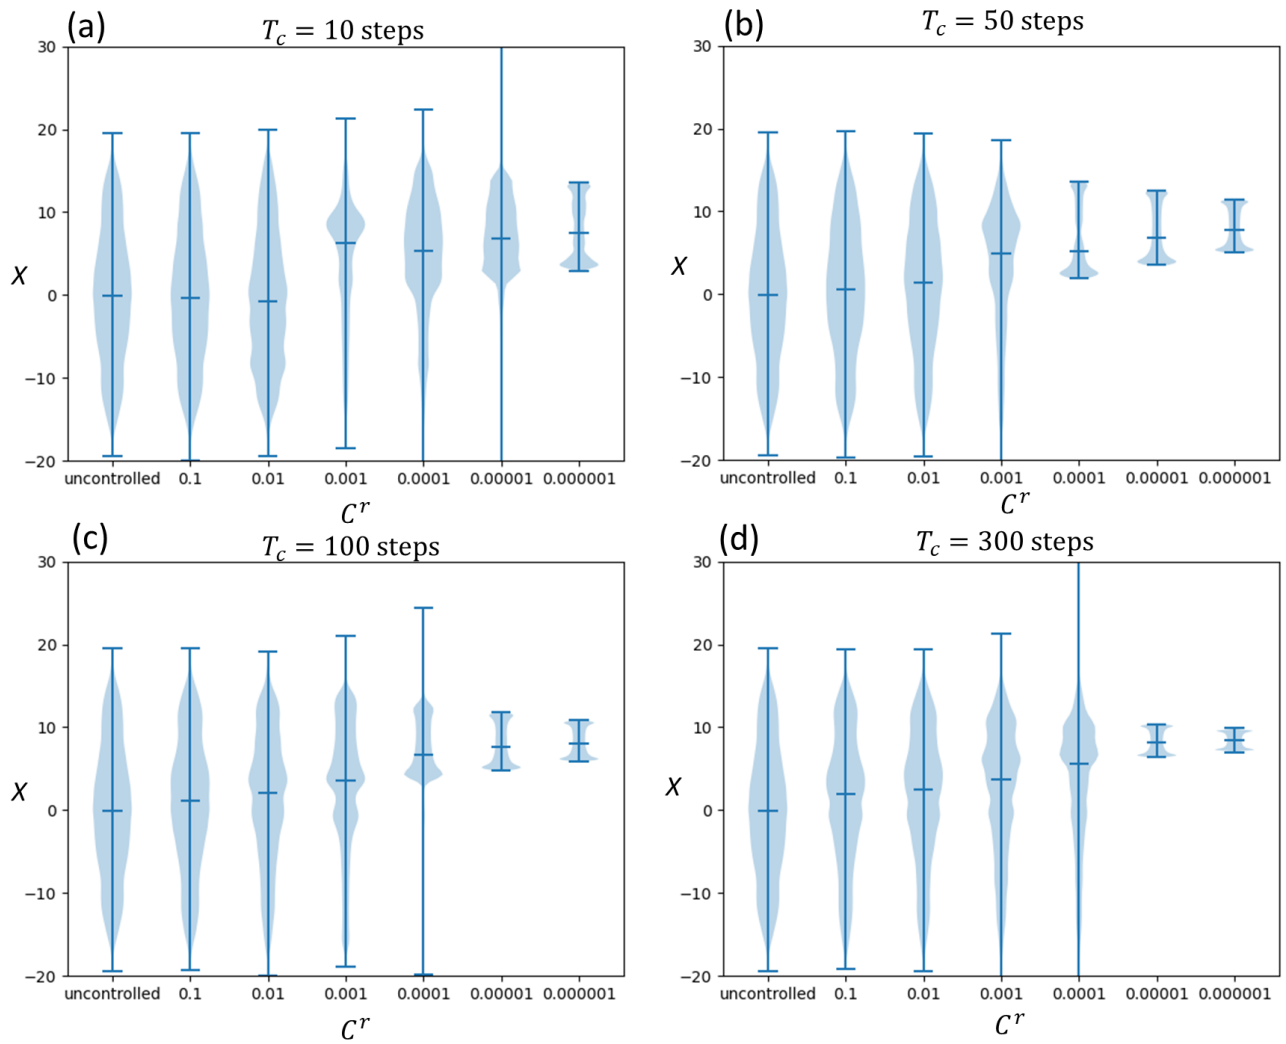 (a)
T_c = 10 steps
30
20
10
0
−10
−20
X
uncontrolled 0.1 0.01 0.001 0.0001 0.00001 0.000001
C^r
(b)
T_c = 50 steps
30
20
10
0
−10
−20
X
uncontrolled 0.1 0.01 0.001 0.0001 0.00001 0.000001
C^r
(c)
T_c = 100 steps
30
20
10
0
−10
−20
X
uncontrolled 0.1 0.01 0.001 0.0001 0.00001 0.000001
C^r
(d)
T_c = 300 steps
30
20
10
0
−10
−20
X
uncontrolled 0.1 0.01 0.001 0.0001 0.00001 0.000001
C^r